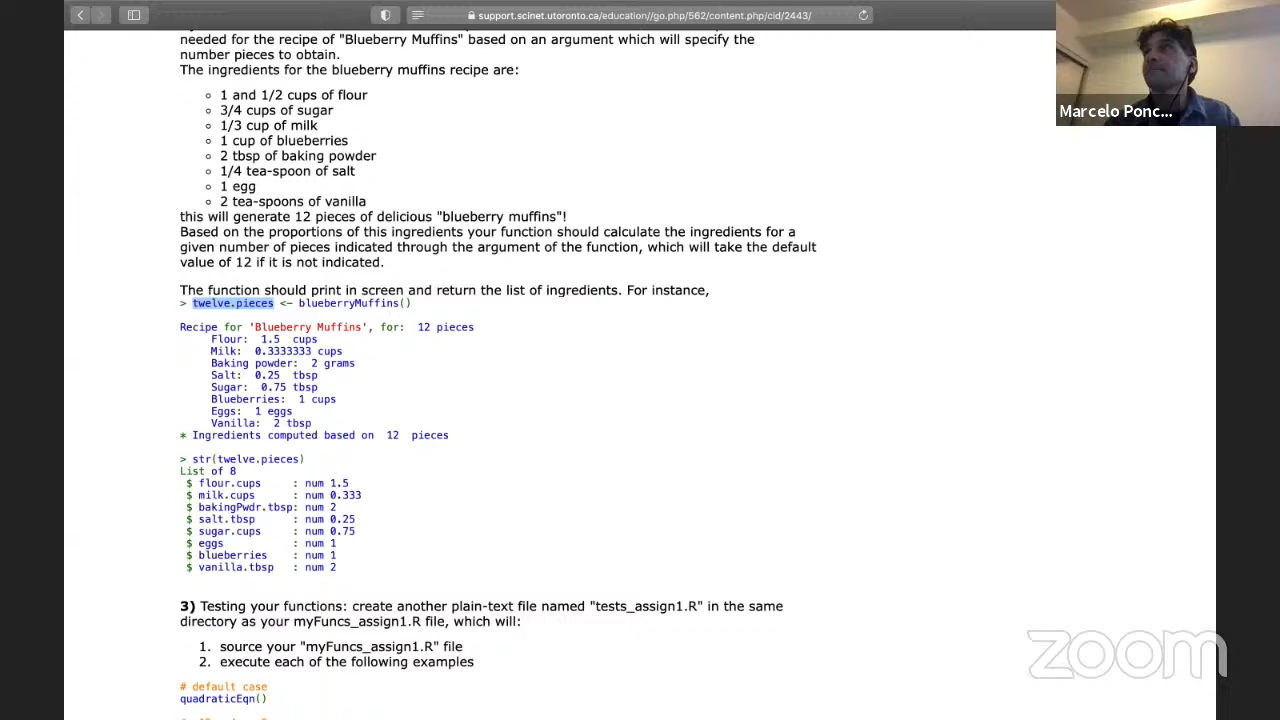 support.scinet.utoronto.ca/education//go.php/562/content.php/cid/2443/
needed for the recipe of "Blueberry Muffins" based on an argument which will specify the
number pieces to obtain.
The ingredients for the blueberry muffins recipe are:
1 and 1/2 cups of flour
3/4 cups of sugar
1/3 cup of milk
1 cup of blueberries
2 tbsp of baking powder
1/4 tea-spoon of salt
1 egg
2 tea-spoons of vanilla
this will generate 12 pieces of delicious "blueberry muffins"!
Based on the proportions of this ingredients your function should calculate the ingredients for a
given number of pieces indicated through the argument of the function, which will take the default
value of 12 if it is not indicated.
The function should print in screen and return the list of ingredients. For instance,
> twelve.pieces <- blueberryMuffins()
Recipe for 'Blueberry Muffins', for: 12 pieces
Flour: 1.5 cups
Milk: 0.3333333 cups
Baking powder: 2 grams
Salt: 0.25 tbsp
Sugar: 0.75 tbsp
Blueberries: 1 cups
Eggs: 1 eggs
Vanilla: 2 tbsp
* Ingredients computed based on 12 pieces
> str(twelve.pieces)
List of 8
$ flour.cups : num 1.5
$ milk.cups : num 0.333
$ bakingPwdr.tbsp: num 2
$ salt.tbsp : num 0.25
$ sugar.cups : num 0.75
$ eggs : num 1
$ blueberries : num 1
$ vanilla.tbsp : num 2
3) Testing your functions: create another plain-text file named "tests_assign1.R" in the same
directory as your myFuncs_assign1.R file, which will:
1. source your "myFuncs_assign1.R" file
2. execute each of the following examples
# default case
quadraticEqn()
Marcelo Ponc...
zoom